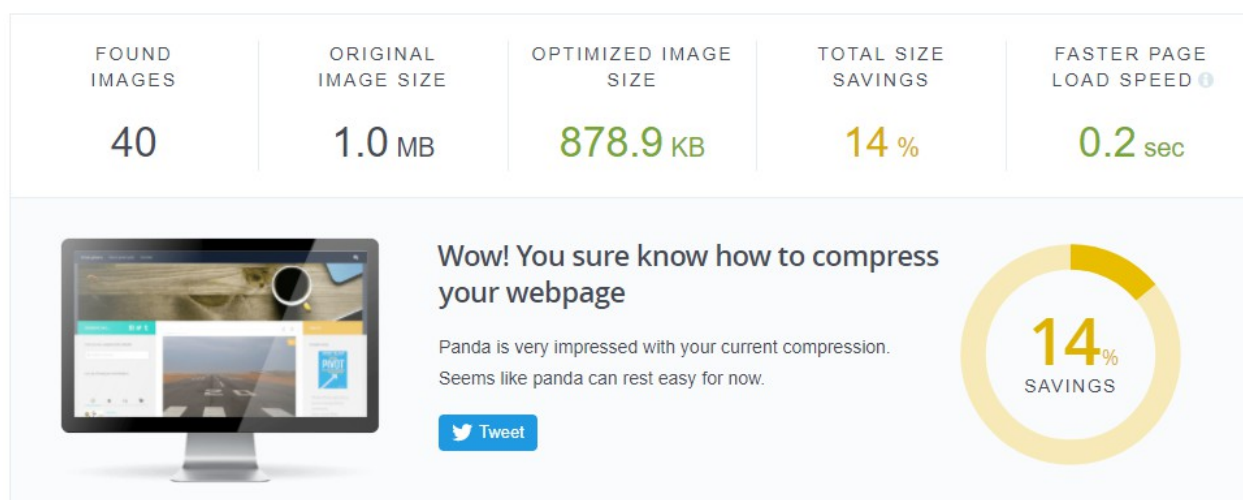 FOUND
IMAGES
40
ORIGINAL
IMAGE SIZE
1.0 MB
OPTIMIZED IMAGE
SIZE
878.9 KB
TOTAL SIZE
SAVINGS
14 %
FASTER PAGE
LOAD SPEED
0.2 sec
Wow! You sure know how to compress
your webpage
Panda is very impressed with your current compression.
Seems like panda can rest easy for now.
Tweet
14%
SAVINGS
PIVOT